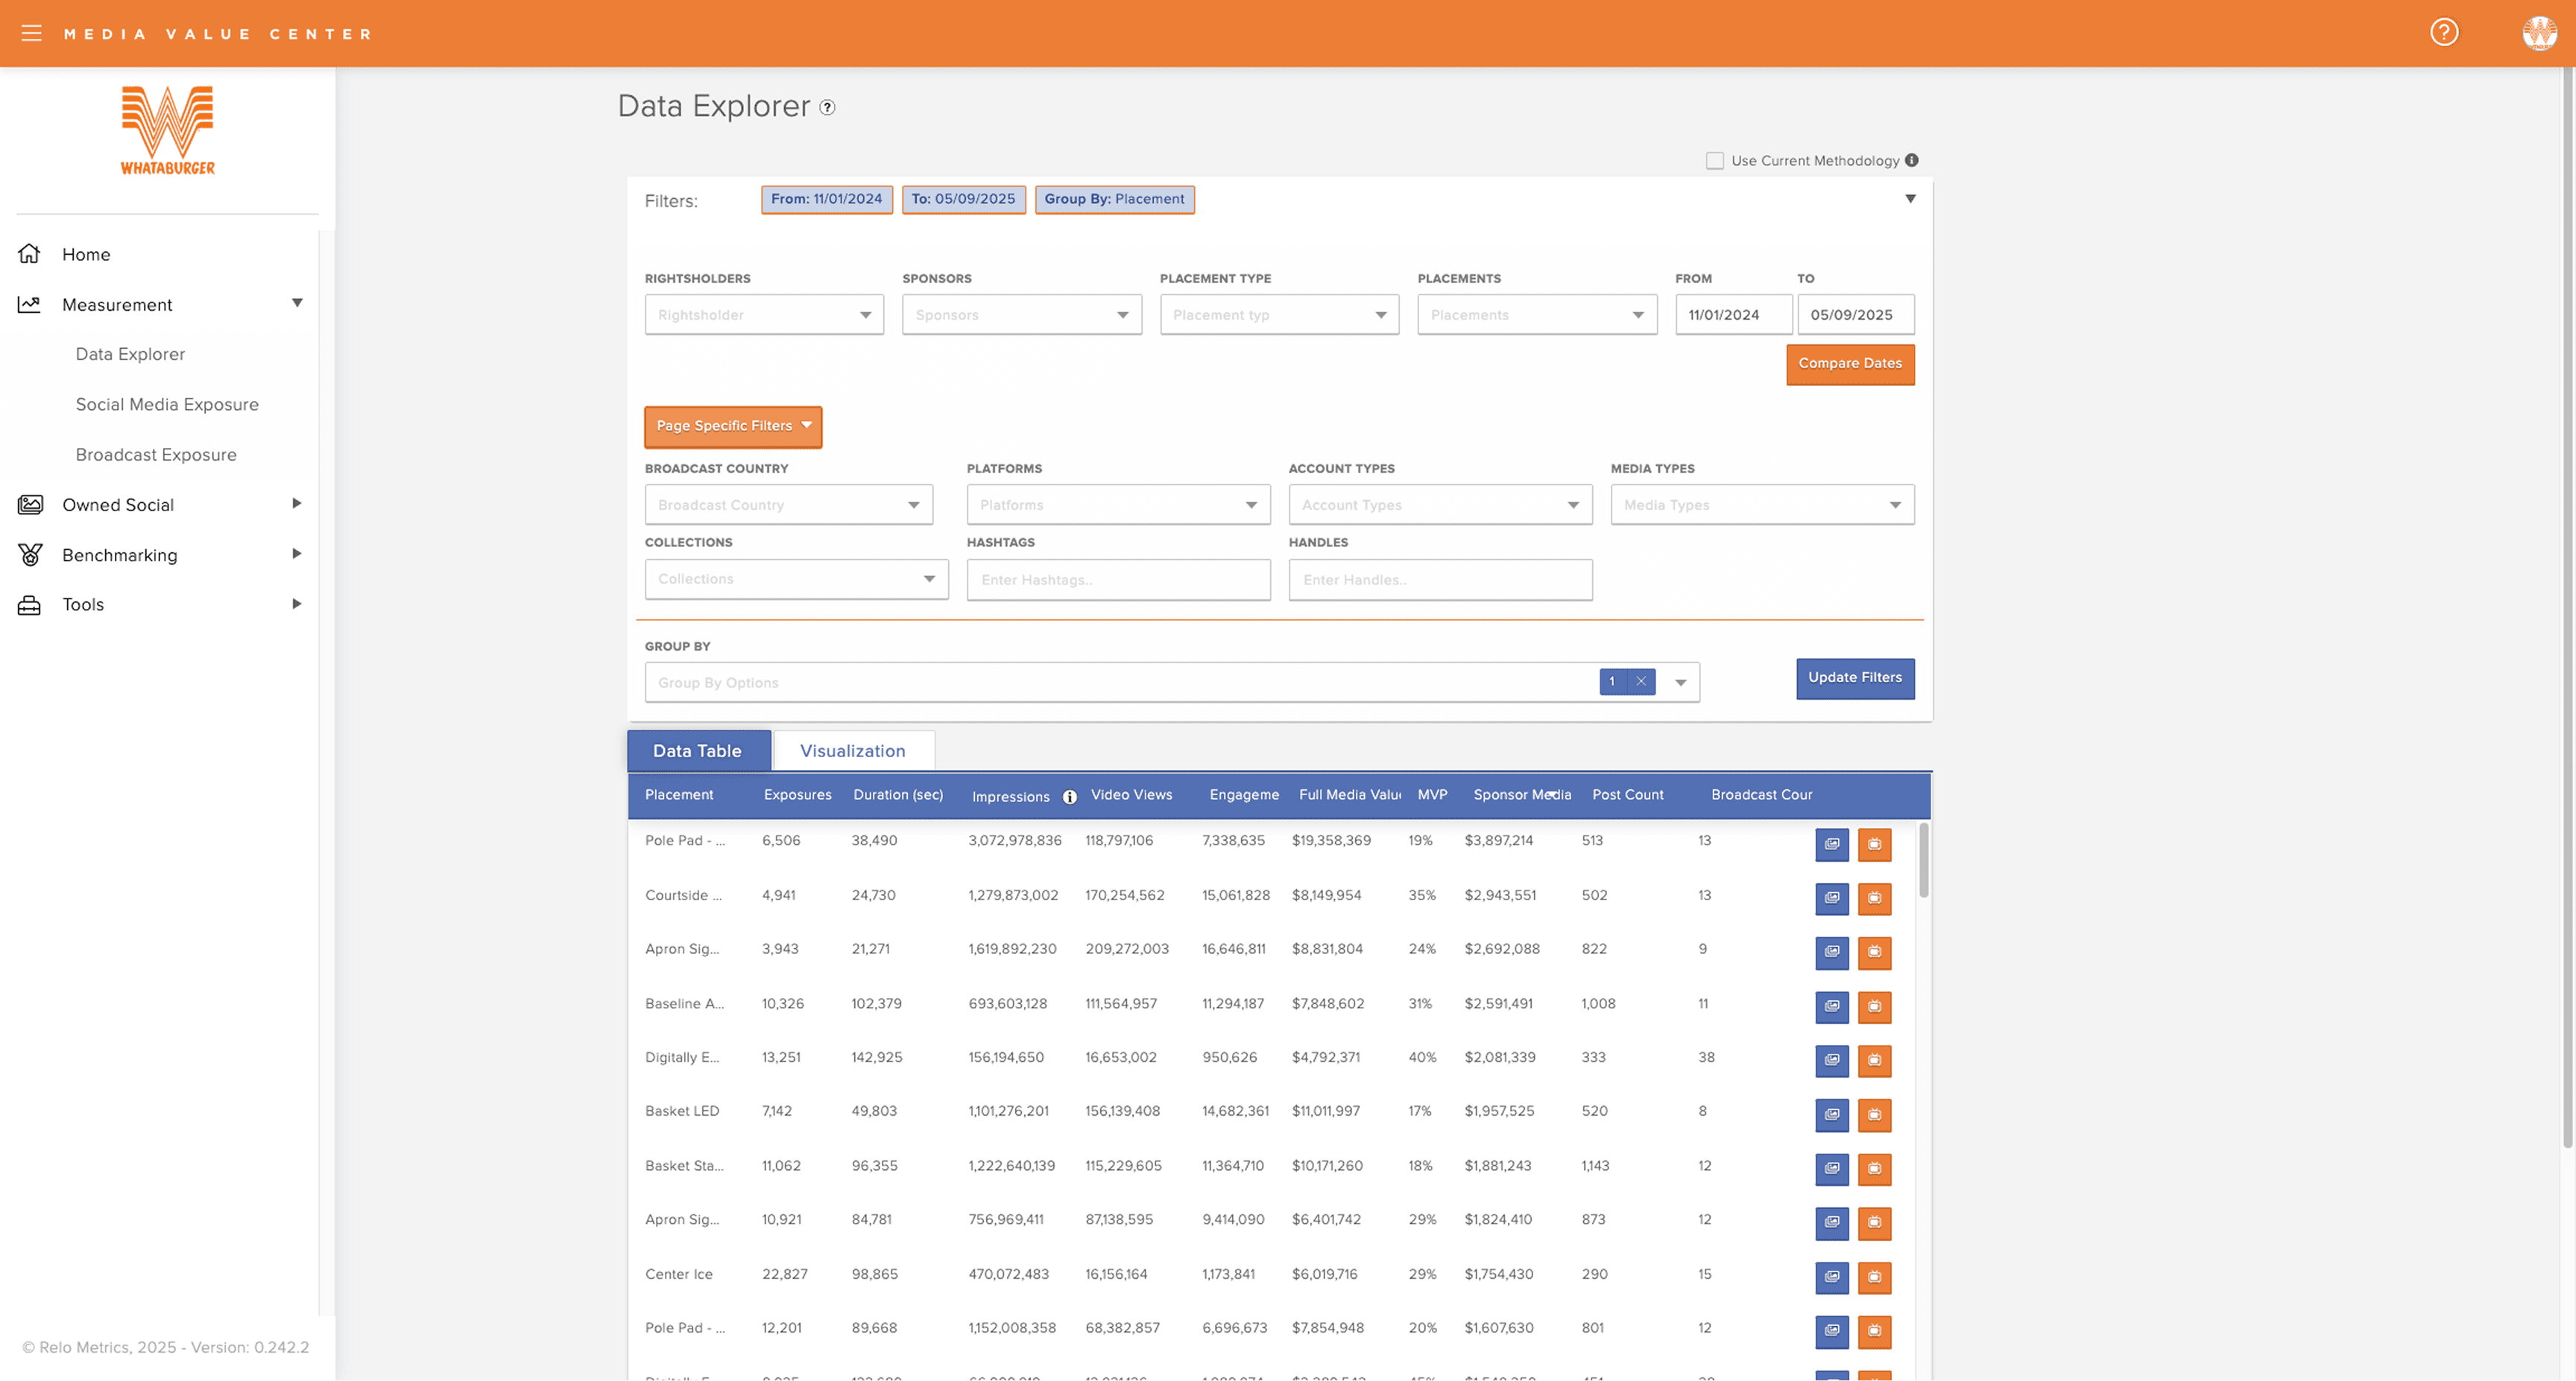 MEDIA VALUE CENTER
WHATABURGER
Home
Measurement
Data Explorer
Social Media Exposure
Broadcast Exposure
Owned Social
Benchmarking
Tools
© Relo Metrics, 2025 - Version: 0.242.2
Data Explorer
Use Current Methodology
Filters: From: 11/01/2024 To: 05/09/2025 Group By: Placement
RIGHTSHOLDERS SPONSORS PLACEMENT TYPE PLACEMENTS FROM TO
Rightsholder Sponsors Placement typ Placements 11/01/2024 05/09/2025
Compare Dates
Page Specific Filters
BROADCAST COUNTRY PLATFORMS ACCOUNT TYPES MEDIA TYPES
Broadcast Country Platforms Account Types Media Types
COLLECTIONS HASHTAGS HANDLES
Collections Enter Hashtags.. Enter Handles..
GROUP BY
Group By Options 1 Update Filters
Data Table Visualization
Placement Exposures Duration (sec) Impressions Video Views Engageme Full Media Valu MVP Sponsor Media Post Count Broadcast Cour
Pole Pad - ... 6,506 38,490 3,072,978,836 118,797,106 7,338,635 $19,358,369 19% $3,897,214 513 13
Courtside ... 4,941 24,730 1,279,873,002 170,254,562 15,061,828 $8,149,954 35% $2,943,551 502 13
Apron Sig... 3,943 21,271 1,619,892,230 209,272,003 16,646,811 $8,831,804 24% $2,692,088 822 9
Baseline A... 10,326 102,379 693,603,128 111,564,957 11,294,187 $7,848,602 31% $2,591,491 1,008 11
Digitally E... 13,251 142,925 156,194,650 16,653,002 950,626 $4,792,371 40% $2,081,339 333 38
Basket LED 7,142 49,803 1,101,276,201 156,139,408 14,682,361 $11,011,997 17% $1,957,525 520 8
Basket Sta... 11,062 96,355 1,222,640,139 115,229,605 11,364,710 $10,171,260 18% $1,881,243 1,143 12
Apron Sig... 10,921 84,781 756,969,411 87,138,595 9,414,090 $6,401,742 29% $1,824,410 873 12
Center Ice 22,827 98,865 470,072,483 16,156,164 1,173,841 $6,019,716 29% $1,754,430 290 15
Pole Pad - ... 12,201 89,668 1,152,008,358 68,382,857 6,696,673 $7,854,948 20% $1,607,630 801 12